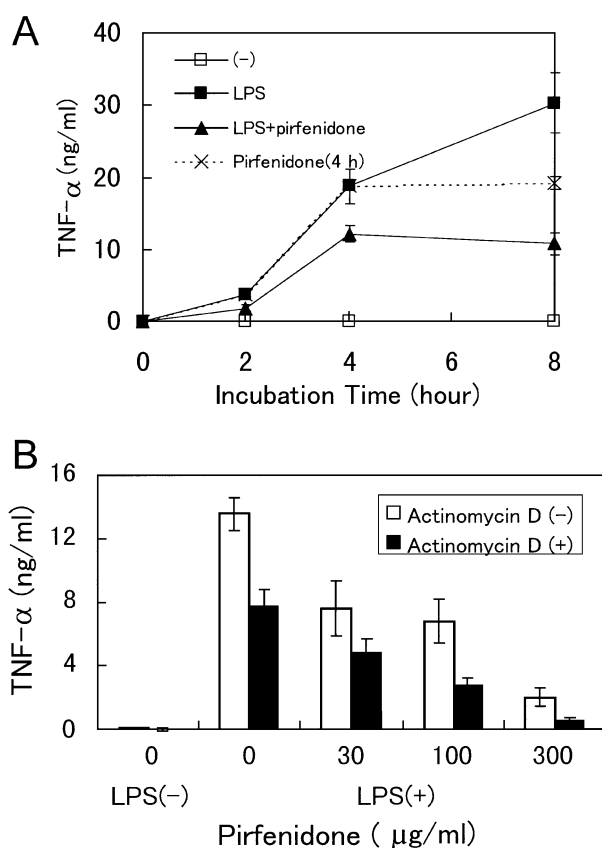 A
40
30
20
10
0
TNF-α (ng/ml)
(-)
LPS
LPS+pirfenidone
Pirfenidone(4 h)
0 2 4 6 8
Incubation Time (hour)
B
16
12
8
4
0
TNF-α (ng/ml)
Actinomycin D (-)
Actinomycin D (+)
0 0 30 100 300
LPS(-) LPS(+)
Pirfenidone ( μg/ml)